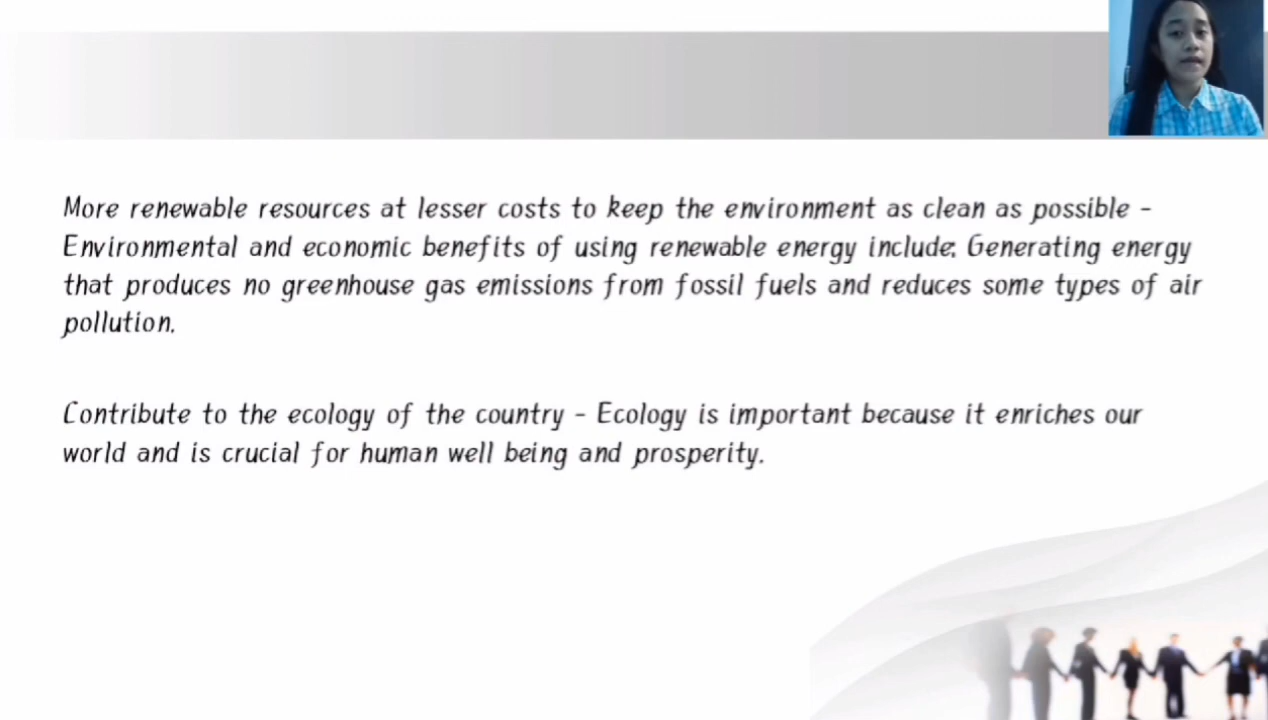 More renewable resources at lesser costs to keep the environment as clean as possible -
Environmental and economic benefits of using renewable energy include: Generating energy
that produces no greenhouse gas emissions from fossil fuels and reduces some types of air
pollution.
Contribute to the ecology of the country - Ecology is important because it enriches our
world and is crucial for human well being and prosperity.